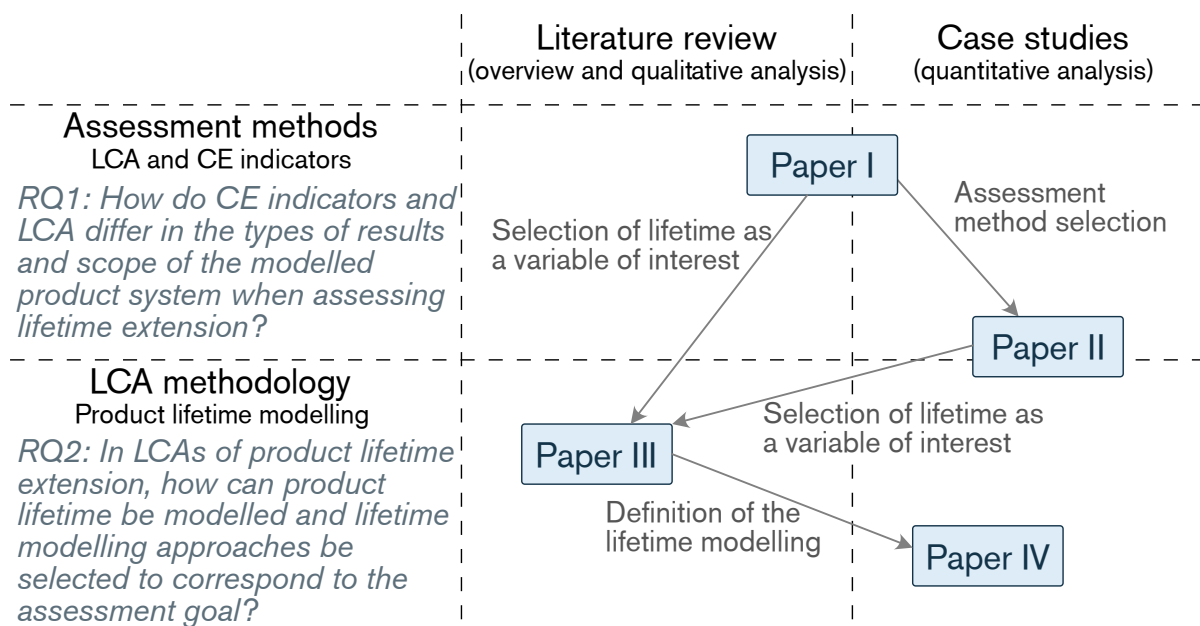 Literature review
(overview and qualitative analysis)
Case studies
(quantitative analysis)
Assessment methods
LCA and CE indicators
RQ1: How do CE indicators and
LCA differ in the types of results
and scope of the modelled
product system when assessing
lifetime extension?
Paper I
Selection of lifetime as
a variable of interest
Assessment
method selection
Paper II
LCA methodology
Product lifetime modelling
RQ2: In LCAs of product lifetime
extension, how can product
lifetime be modelled and lifetime
modelling approaches be
selected to correspond to the
assessment goal?
Selection of lifetime as
a variable of interest
Paper III
Definition of the
lifetime modelling
Paper IV